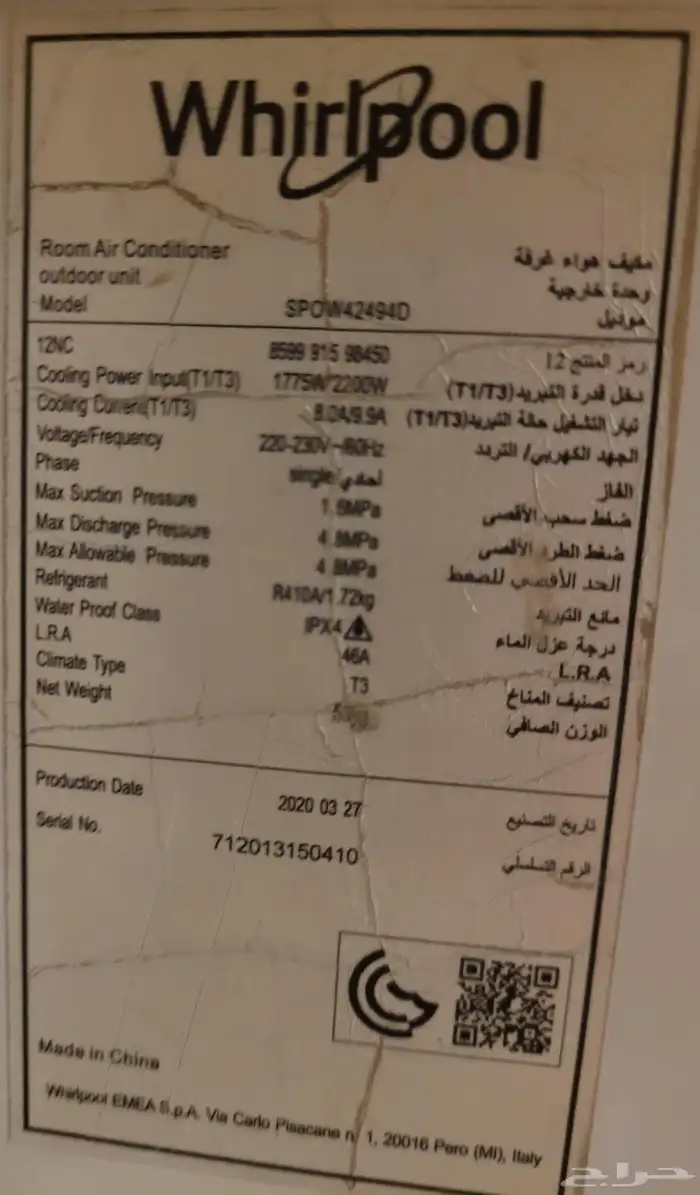 Whirlpool
Room Air Conditioner مكيف هواء غرفة
outdoor unit وحدة خارجية
Model SPOW42494D موديل
12NC 8599 915 98450 رمز المنتج 12
Cooling Power Input(T1/T3) 1775W/2200W دخل قدرة التبريد(T1/T3)
Cooling Current(T1/T3) 8.0A/9.9A تيار التشغيل حالة التبريد(T1/T3)
Voltage/Frequency 220-230V~/60Hz الجهد الكهربي/ التردد
Phase single/أحادي الفاز
Max Suction Pressure 1.6MPa ضغط سحب الأقصى
Max Discharge Pressure 4.8MPa ضغط الطرد الأقصى
Max Allowable Pressure 4.8MPa الحد الأقصي للضغط
Refrigerant R410A/1.72kg مائع التبريد
Water Proof Class IPX4 درجة عزل الماء
L.R.A 46A L.R.A
Climate Type T3 تصنيف المناخ
Net Weight الوزن الصافي
Production Date 2020 03 27 تاريخ التصنيع
Serial No. 712013150410 الرقم التسلسلي
Made in China
Whirlpool EMEA S.p.A. Via Carlo Pisacane n. 1, 20016 Pero (MI), Italy
حراج